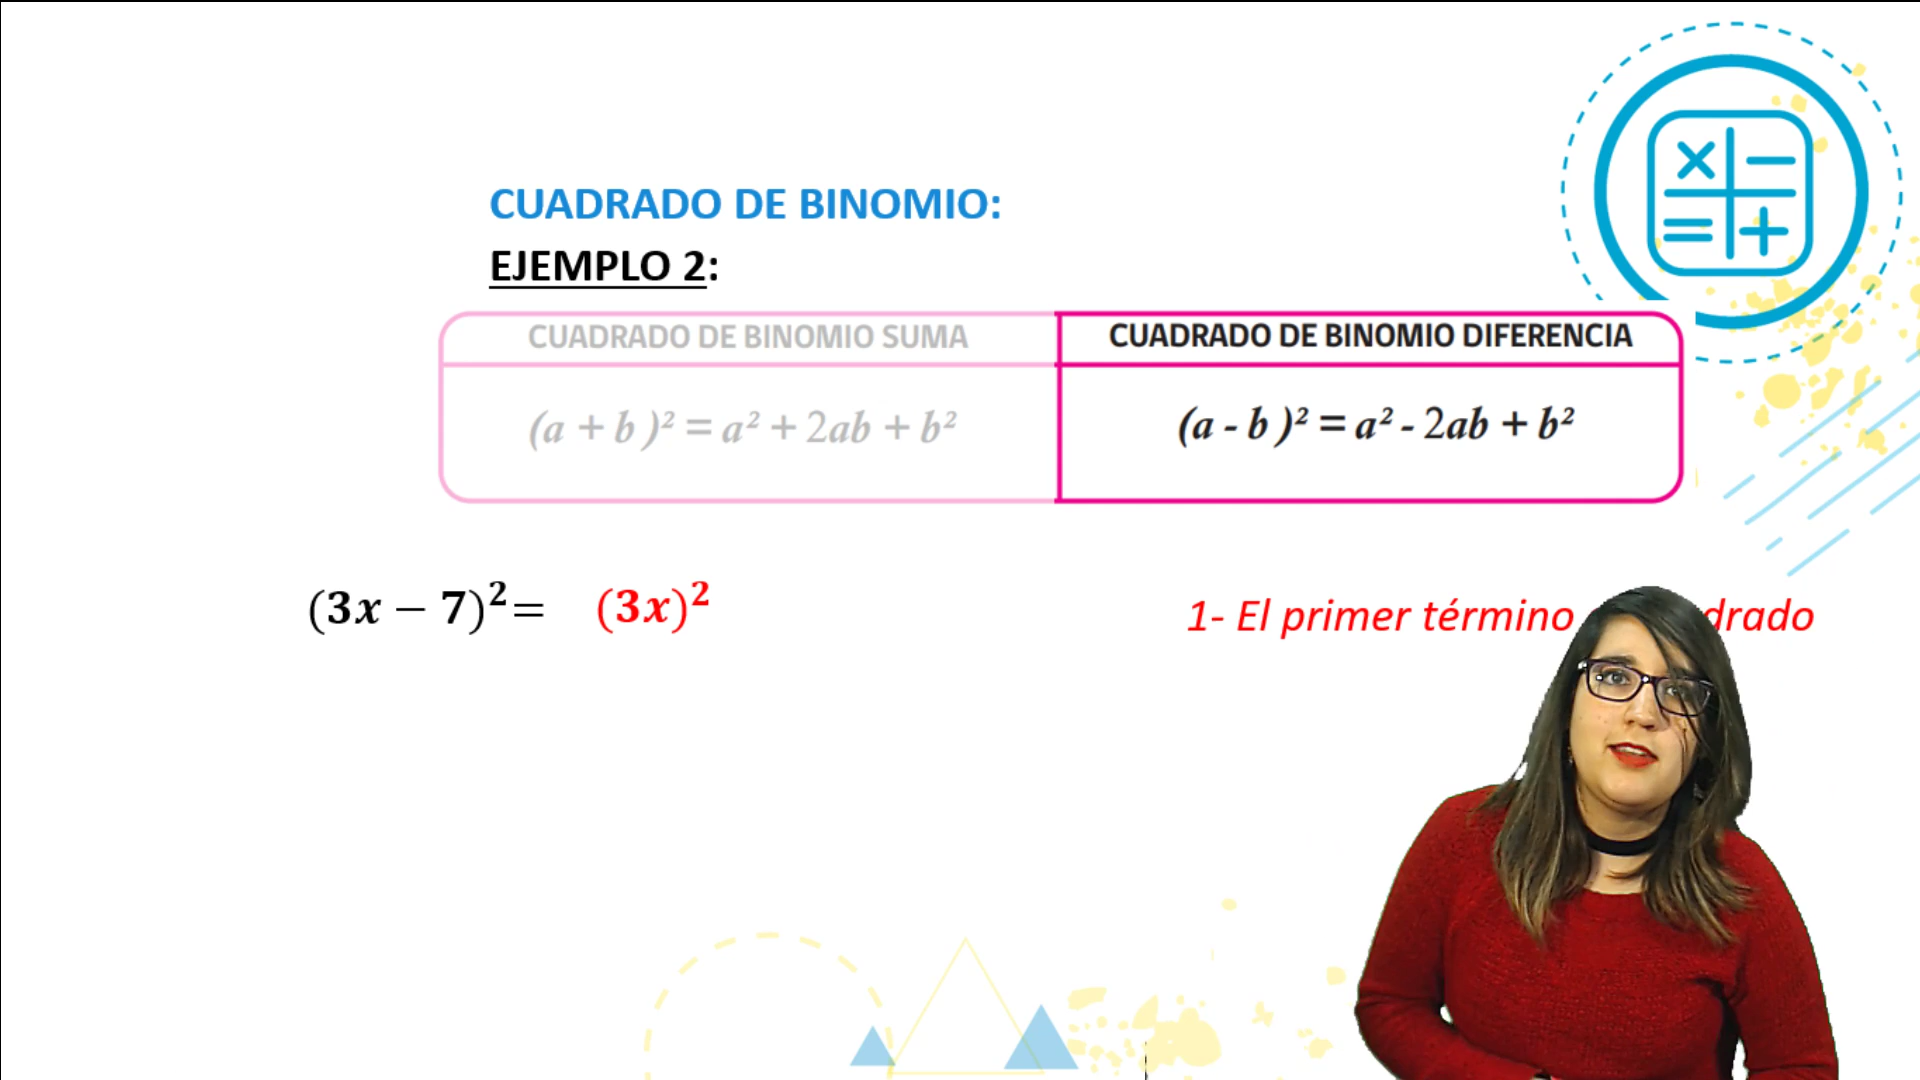 CUADRADO DE BINOMIO:
EJEMPLO 2:
CUADRADO DE BINOMIO SUMA
CUADRADO DE BINOMIO DIFERENCIA
(a + b )² = a² + 2ab + b²
(a - b )² = a² - 2ab + b²
(3x − 7)²= (3x)²
1- El primer término